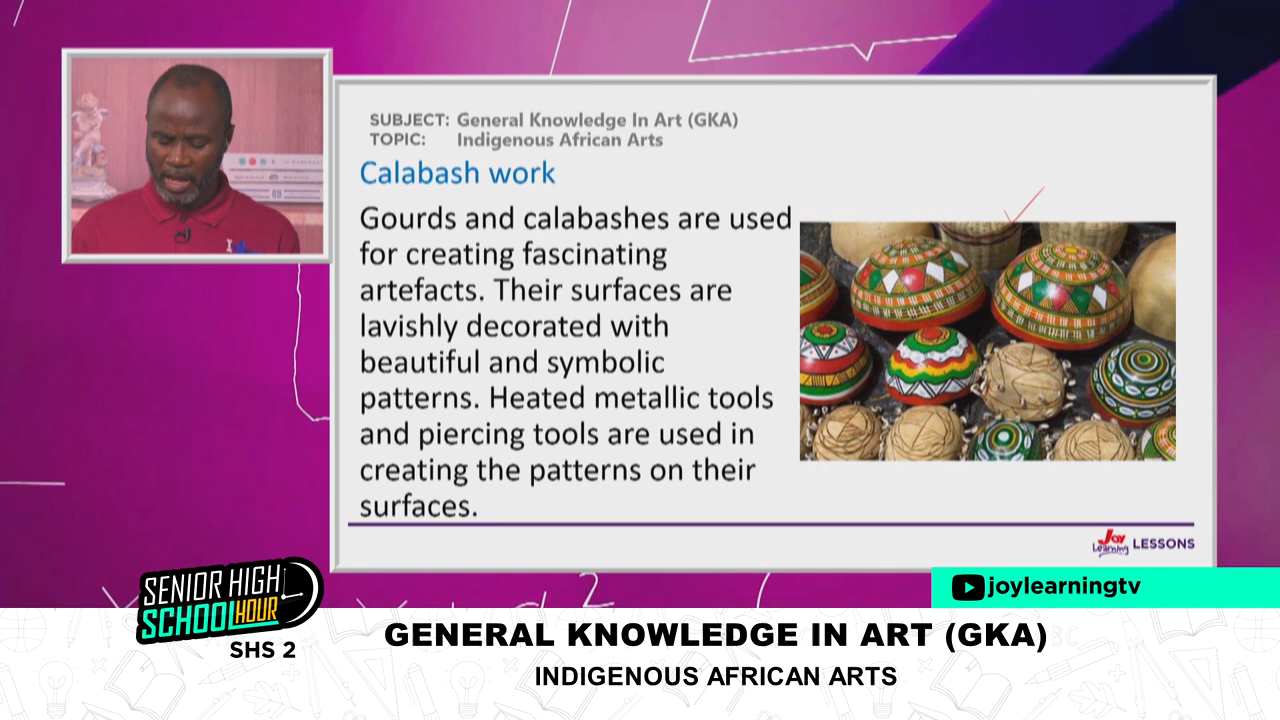 SUBJECT: General Knowledge In Art (GKA)
TOPIC: Indigenous African Arts
Calabash work
Gourds and calabashes are used
for creating fascinating
artefacts. Their surfaces are
lavishly decorated with
beautiful and symbolic
patterns. Heated metallic tools
and piercing tools are used in
creating the patterns on their
surfaces.
Joy Learning LESSONS
joylearningtv
SENIOR HIGH
SCHOOL HOUR
SHS 2
GENERAL KNOWLEDGE IN ART (GKA)
INDIGENOUS AFRICAN ARTS